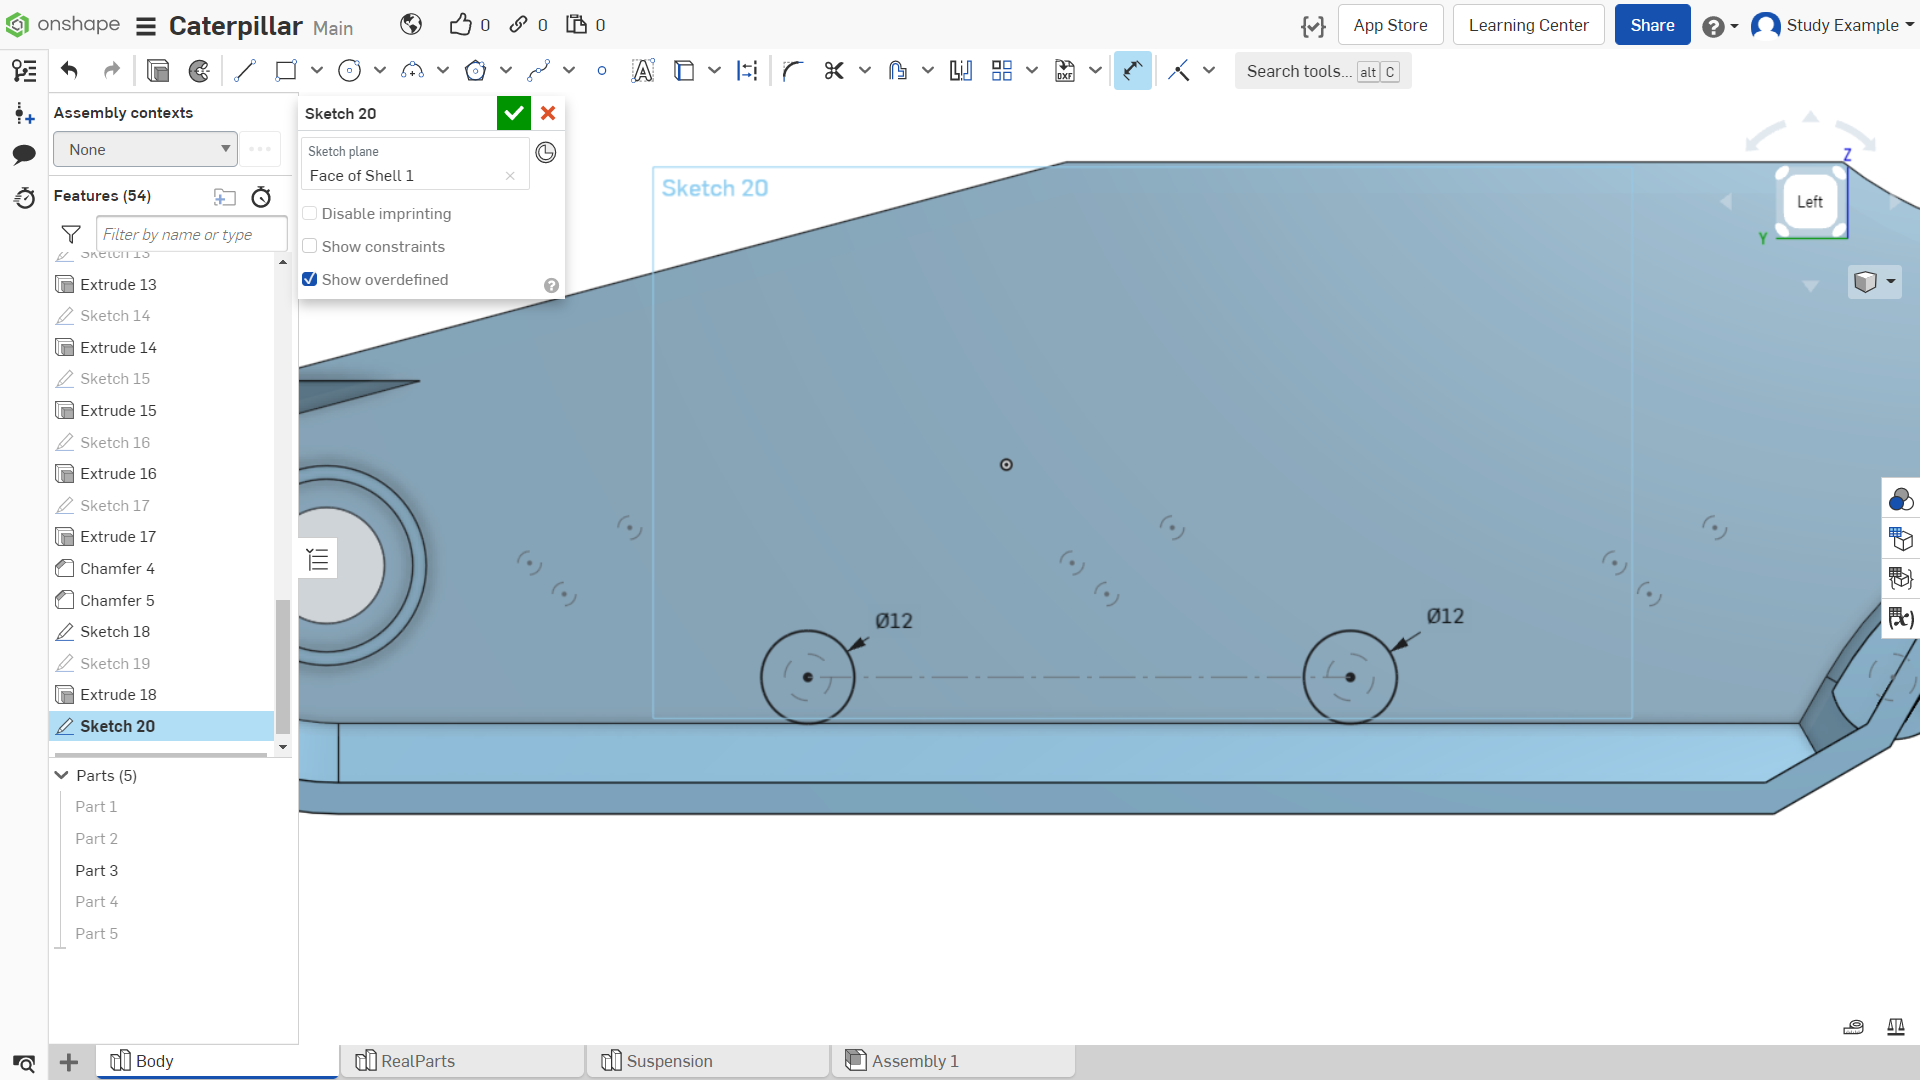 onshape
Caterpillar Main
0
0
0
App Store
Learning Center
Share
Study Example
Search tools... alt C
Assembly contexts
None
Features (54)
Filter by name or type
Sketch 13
Extrude 13
Sketch 14
Extrude 14
Sketch 15
Extrude 15
Sketch 16
Extrude 16
Sketch 17
Extrude 17
Chamfer 4
Chamfer 5
Sketch 18
Sketch 19
Extrude 18
Sketch 20
Parts (5)
Part 1
Part 2
Part 3
Part 4
Part 5
Sketch 20
Sketch plane
Face of Shell 1
Disable imprinting
Show constraints
Show overdefined
Sketch 20
Z
Left
Y
Ø12
Ø12
Body
RealParts
Suspension
Assembly 1